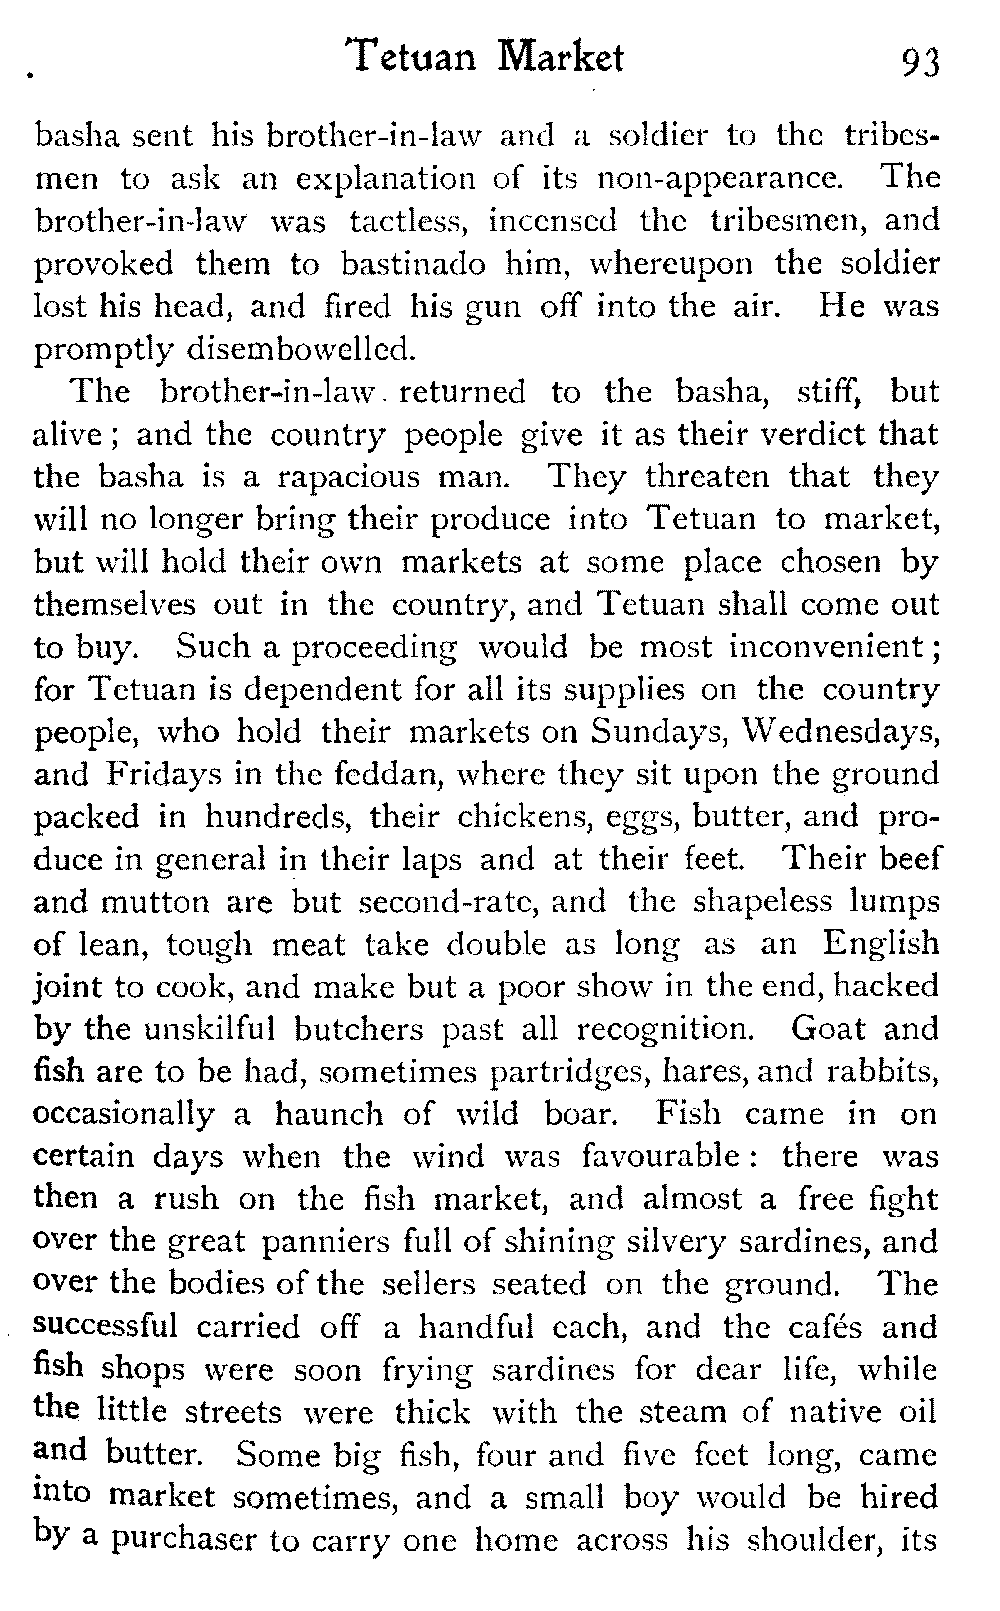 Tetuan Market 93
basha sent his brother-in-law and a soldier to the tribes-
men to ask an explanation of its non-appearance. The
brother-in-law was tactless, incensed the tribesmen, and
provoked them to bastinado him, whereupon the soldier
lost his head, and fired his gun off into the air. He was
promptly disembowelled.
The brother-in-law returned to the basha, stiff, but
alive ; and the country people give it as their verdict that
the basha is a rapacious man. They threaten that they
will no longer bring their produce into Tetuan to market,
but will hold their own markets at some place chosen by
themselves out in the country, and Tetuan shall come out
to buy. Such a proceeding would be most inconvenient ;
for Tetuan is dependent for all its supplies on the country
people, who hold their markets on Sundays, Wednesdays,
and Fridays in the feddan, where they sit upon the ground
packed in hundreds, their chickens, eggs, butter, and pro-
duce in general in their laps and at their feet. Their beef
and mutton are but second-rate, and the shapeless lumps
of lean, tough meat take double as long as an English
joint to cook, and make but a poor show in the end, hacked
by the unskilful butchers past all recognition. Goat and
fish are to be had, sometimes partridges, hares, and rabbits,
occasionally a haunch of wild boar. Fish came in on
certain days when the wind was favourable : there was
then a rush on the fish market, and almost a free fight
over the great panniers full of shining silvery sardines, and
over the bodies of the sellers seated on the ground. The
successful carried off a handful each, and the cafés and
fish shops were soon frying sardines for dear life, while
the little streets were thick with the steam of native oil
and butter. Some big fish, four and five feet long, came
into market sometimes, and a small boy would be hired
by a purchaser to carry one home across his shoulder, its